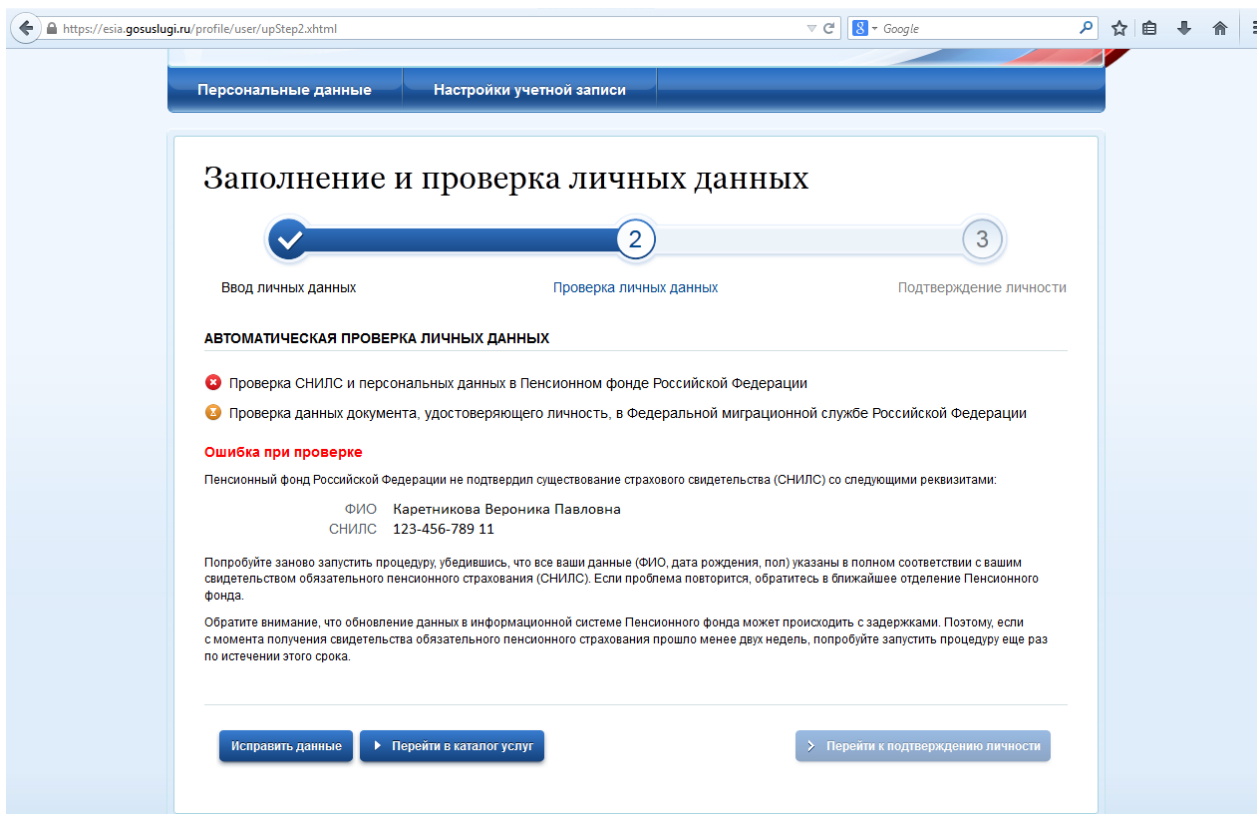 https://esia.gosuslugi.ru/profile/user/upStep2.xhtml
Google
Персональные данные
Настройки учетной записи
Заполнение и проверка личных данных
2
3
Ввод личных данных
Проверка личных данных
Подтверждение личности
АВТОМАТИЧЕСКАЯ ПРОВЕРКА ЛИЧНЫХ ДАННЫХ
Проверка СНИЛС и персональных данных в Пенсионном фонде Российской Федерации
Проверка данных документа, удостоверяющего личность, в Федеральной миграционной службе Российской Федерации
Ошибка при проверке
Пенсионный фонд Российской Федерации не подтвердил существование страхового свидетельства (СНИЛС) со следующими реквизитами:
ФИО Каретникова Вероника Павловна
СНИЛС 123-456-789 11
Попробуйте заново запустить процедуру, убедившись, что все ваши данные (ФИО, дата рождения, пол) указаны в полном соответствии с вашим
свидетельством обязательного пенсионного страхования (СНИЛС). Если проблема повторится, обратитесь в ближайшее отделение Пенсионного
фонда.
Обратите внимание, что обновление данных в информационной системе Пенсионного фонда может происходить с задержками. Поэтому, если
с момента получения свидетельства обязательного пенсионного страхования прошло менее двух недель, попробуйте запустить процедуру еще раз
по истечении этого срока.
Исправить данные
Перейти в каталог услуг
Перейти к подтверждению личности